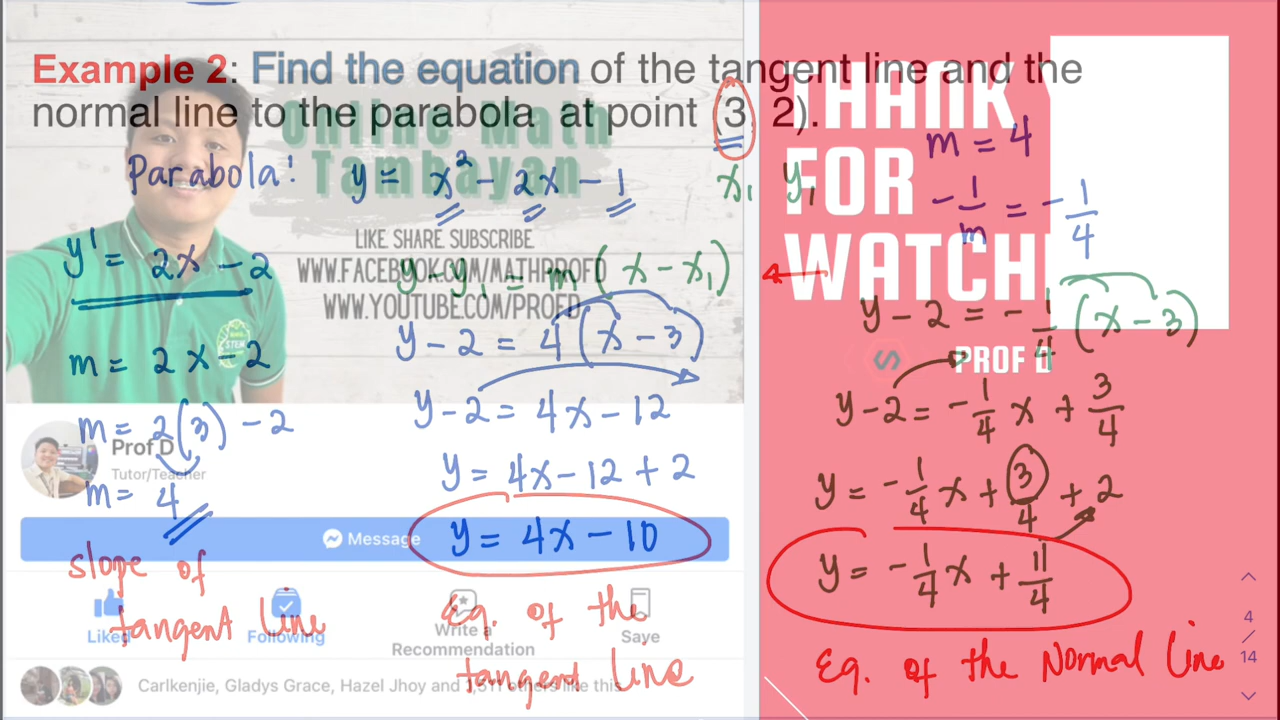 Example 2: Find the equation of the tangent line and the
normal line to the parabola at point (3, 2).
Parabola: y = x² - 2x - 1
x₁ y₁
y' = 2x - 2
m = 2x - 2
m = 2(3) - 2
m = 4
slope of
tangent line
y - y₁ = m(x - x₁)
y - 2 = 4(x - 3)
y - 2 = 4x - 12
y = 4x - 12 + 2
y = 4x - 10
Eq. of the
tangent line
m = 4
-1/m = -1/4
y - 2 = -1/4 (x - 3)
y - 2 = -1/4 x + 3/4
y = -1/4 x + 3/4 + 2
y = -1/4 x + 11/4
Eq. of the Normal Line
Online Math
Tambayan
LIKE SHARE SUBSCRIBE
WWW.FACEBOOK.COM/MATHPROFD
WWW.YOUTUBE.COM/PROFD
THANK Y
FOR
WATCHI
PROF D
Prof D
Tutor/Teacher
Message
Liked
Following
Write a
Recommendation
Save
Carlkenjie, Gladys Grace, Hazel Jhoy and others like this
4
/
14